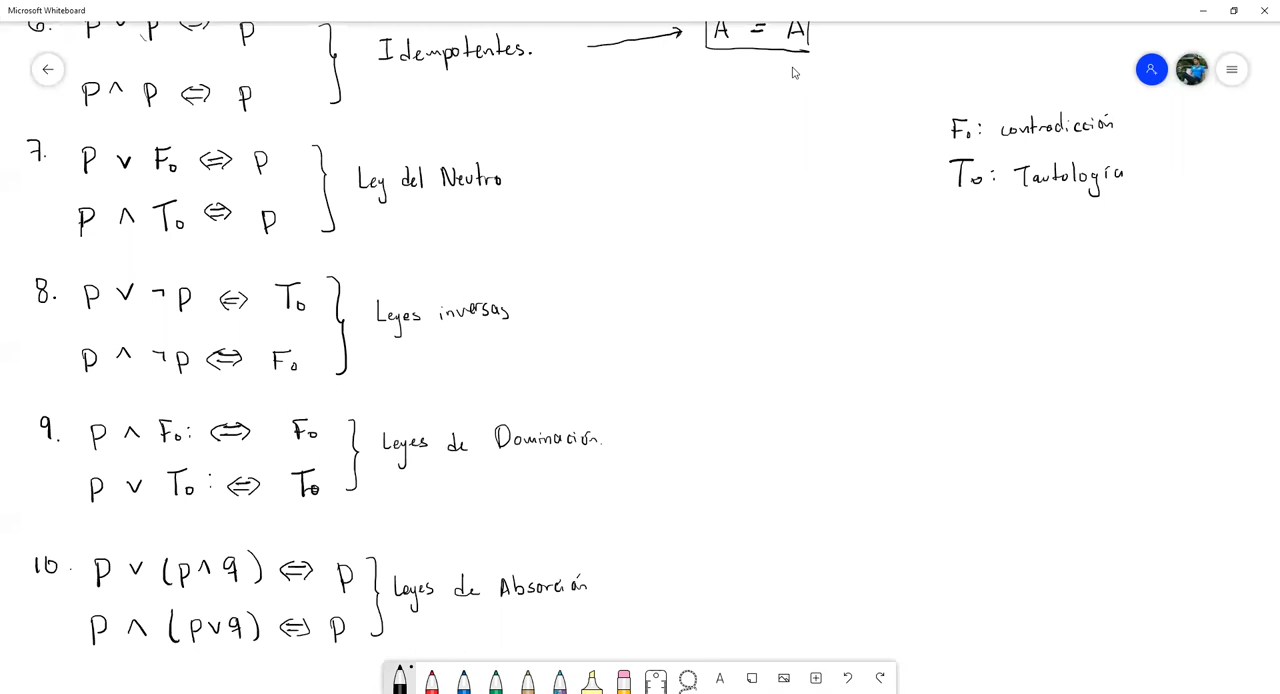 Microsoft Whiteboard
6. p ∨ p ⇔ p
Idempotentes. → A = A
p ∧ p ⇔ p
F₀: contradicción
7. p ∨ F₀ ⇔ p
T₀: Tautología
Ley del Neutro
p ∧ T₀ ⇔ p
8. p ∨ ¬p ⇔ T₀
Leyes inversas
p ∧ ¬p ⇔ F₀
9. p ∧ F₀: ⇔ F₀
Leyes de Dominación.
p ∨ T₀: ⇔ T₀
10. p ∨ (p ∧ q) ⇔ p
Leyes de Absorción
p ∧ (p ∨ q) ⇔ p